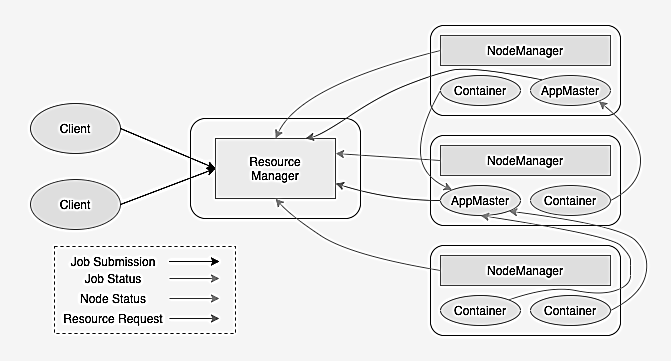 Client
Client
Resource
Manager
NodeManager
Container
AppMaster
NodeManager
AppMaster
Container
NodeManager
Container
Container
Job Submission
Job Status
Node Status
Resource Request